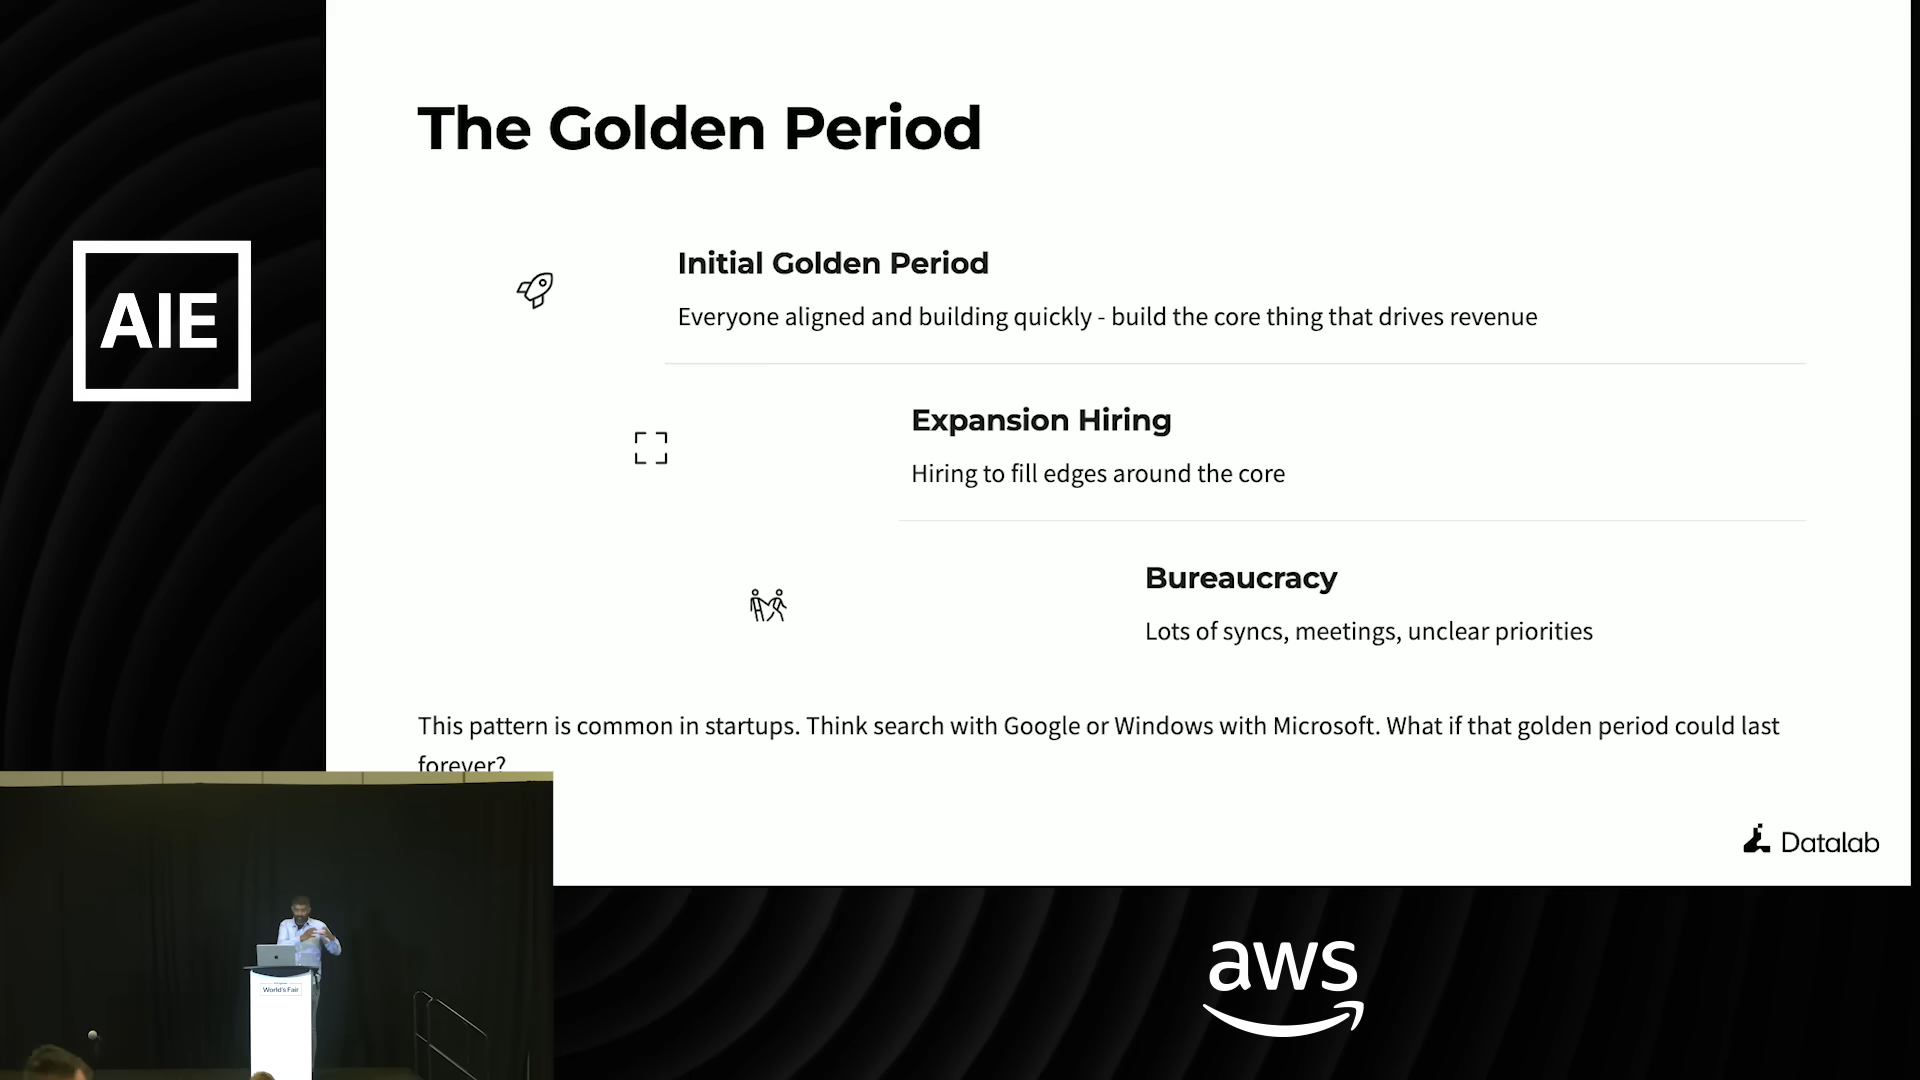 The Golden Period
Initial Golden Period
Everyone aligned and building quickly - build the core thing that drives revenue
Expansion Hiring
Hiring to fill edges around the core
Bureaucracy
Lots of syncs, meetings, unclear priorities
This pattern is common in startups. Think search with Google or Windows with Microsoft. What if that golden period could last
forever?
Datalab
AIE
World's Fair
aws